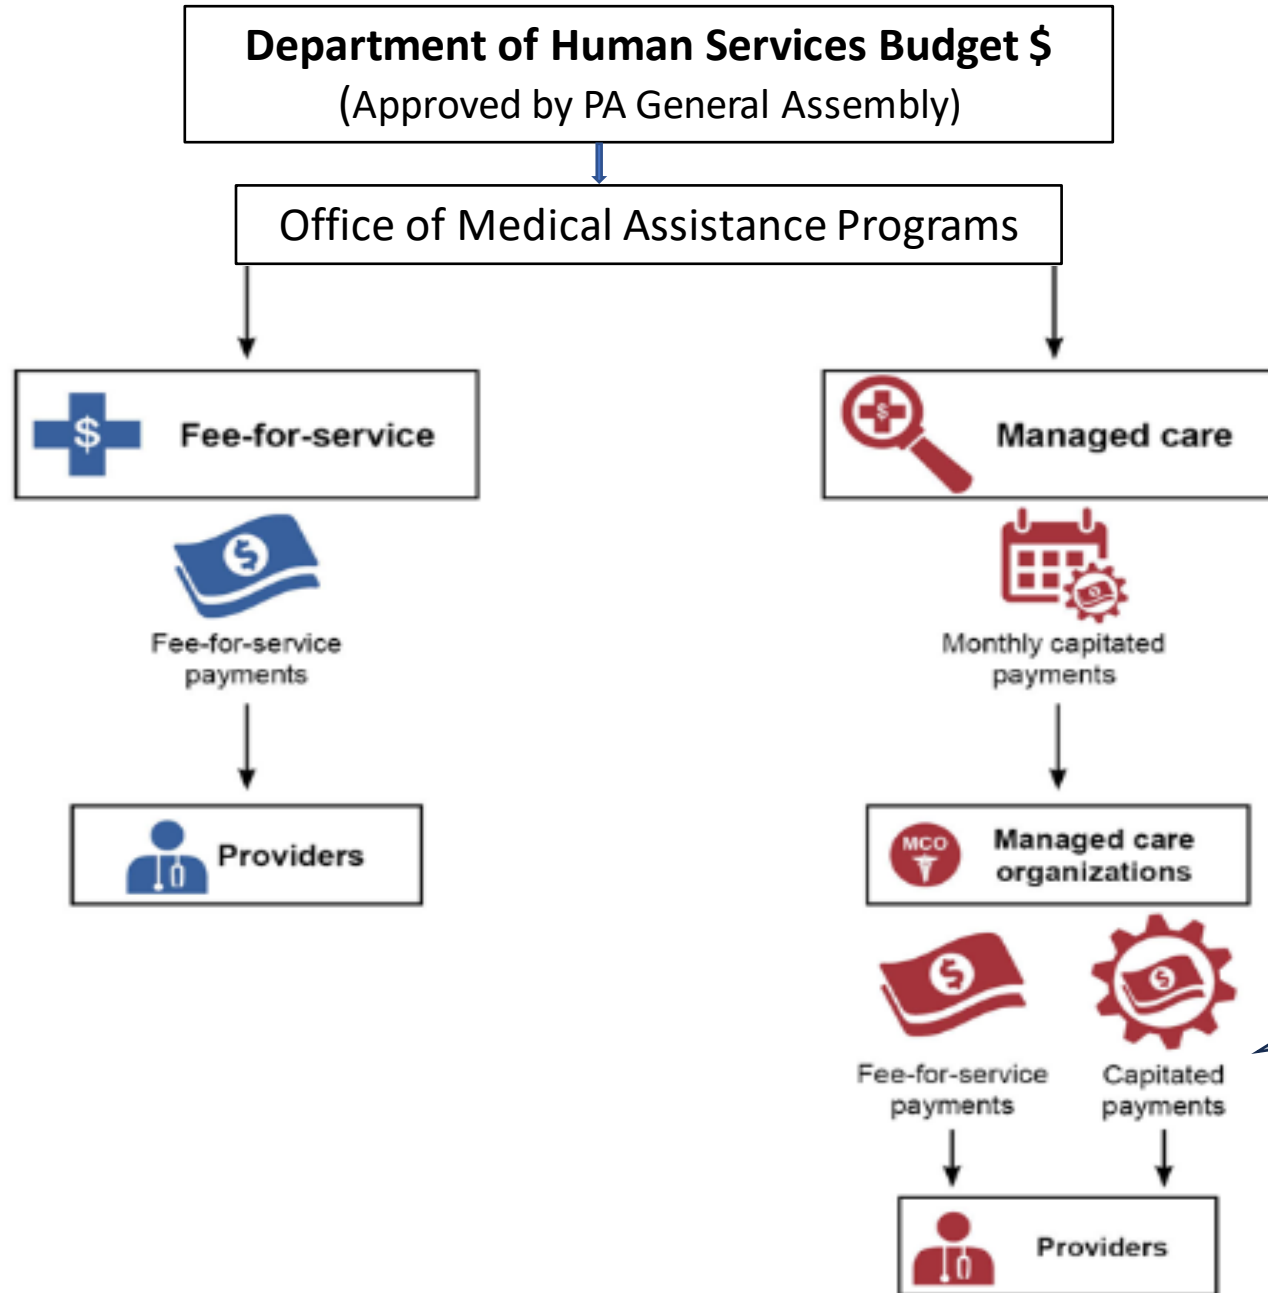 Department of Human Services Budget $
(Approved by PA General Assembly)
Office of Medical Assistance Programs
$
Fee-for-service
$
Managed care
$
Fee-for-service
payments
Monthly capitated
payments
Providers
MCO
Managed care
organizations
$
$
Fee-for-service
payments
Capitated
payments
Providers